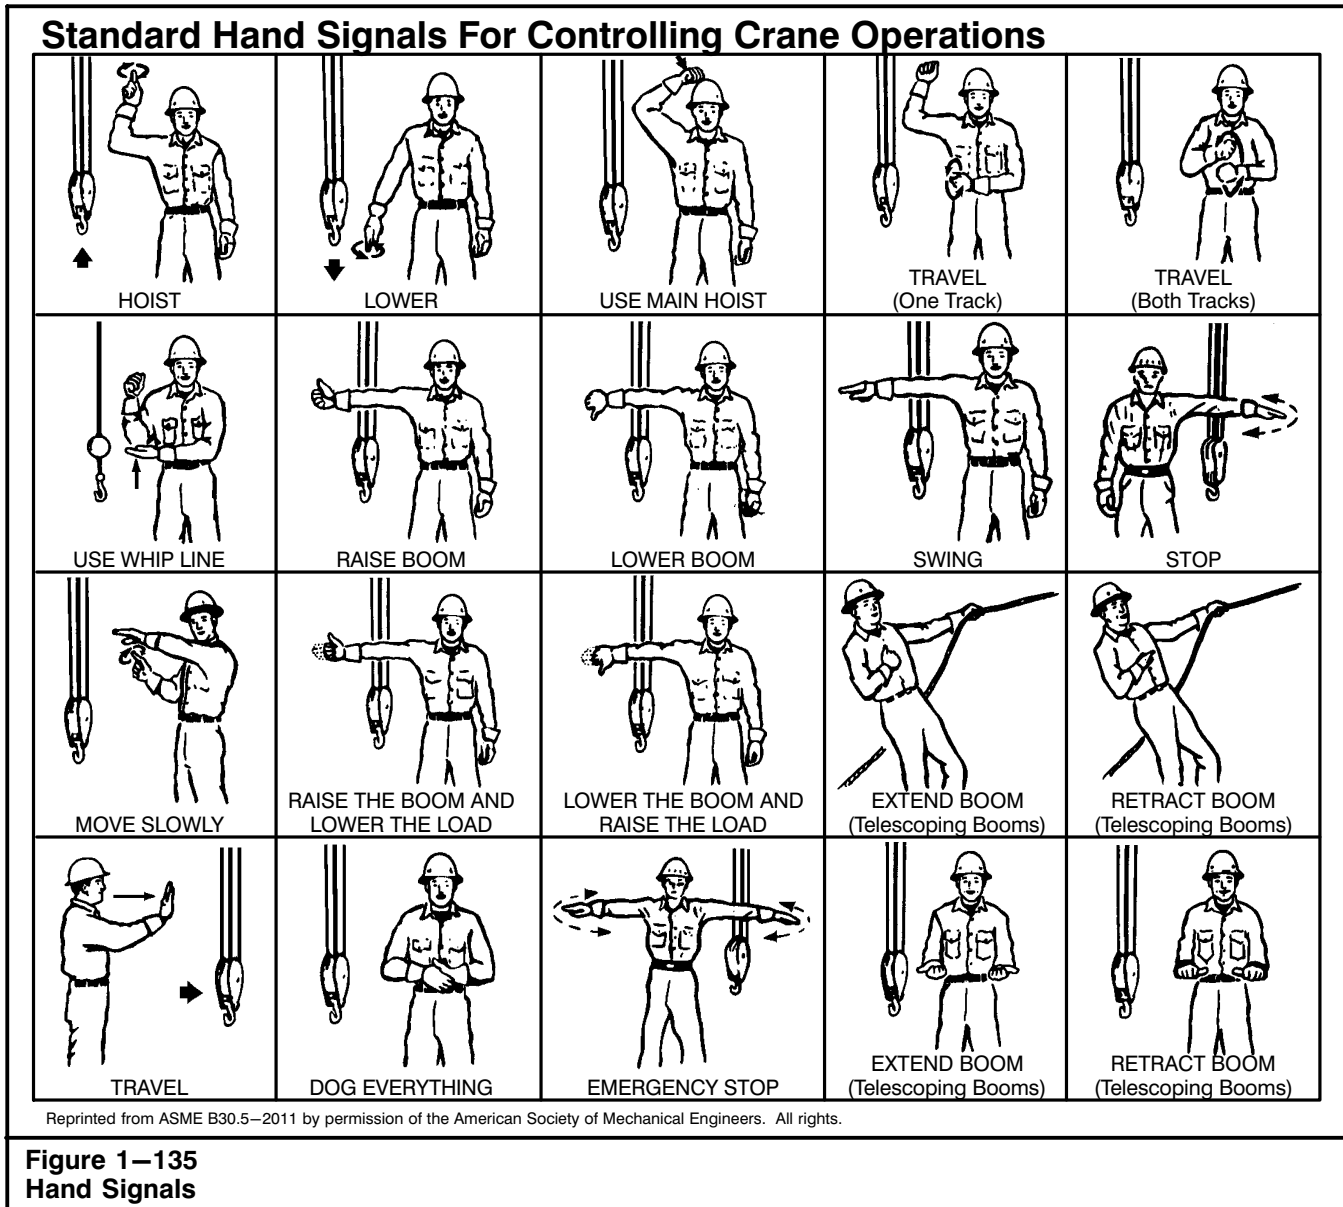 Standard Hand Signals For Controlling Crane Operations
HOIST
LOWER
USE MAIN HOIST
TRAVEL
(One Track)
TRAVEL
(Both Tracks)
USE WHIP LINE
RAISE BOOM
LOWER BOOM
SWING
STOP
MOVE SLOWLY
RAISE THE BOOM AND
LOWER THE LOAD
LOWER THE BOOM AND
RAISE THE LOAD
EXTEND BOOM
(Telescoping Booms)
RETRACT BOOM
(Telescoping Booms)
TRAVEL
DOG EVERYTHING
EMERGENCY STOP
EXTEND BOOM
(Telescoping Booms)
RETRACT BOOM
(Telescoping Booms)
Reprinted from ASME B30.5−2011 by permission of the American Society of Mechanical Engineers. All rights.
Figure 1−135
Hand Signals